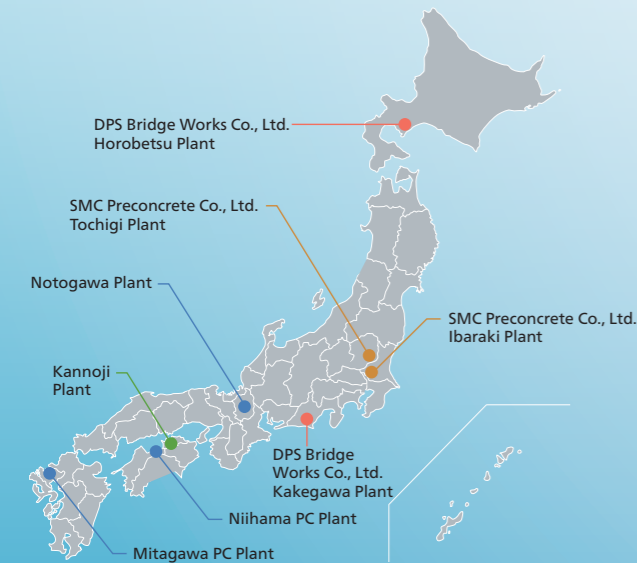 DPS Bridge Works Co., Ltd.
Horobetsu Plant
SMC Preconcrete Co., Ltd.
Tochigi Plant
Notogawa Plant
SMC Preconcrete Co., Ltd.
Ibaraki Plant
Kannoji
Plant
DPS Bridge
Works Co., Ltd.
Kakegawa Plant
Niihama PC Plant
Mitagawa PC Plant